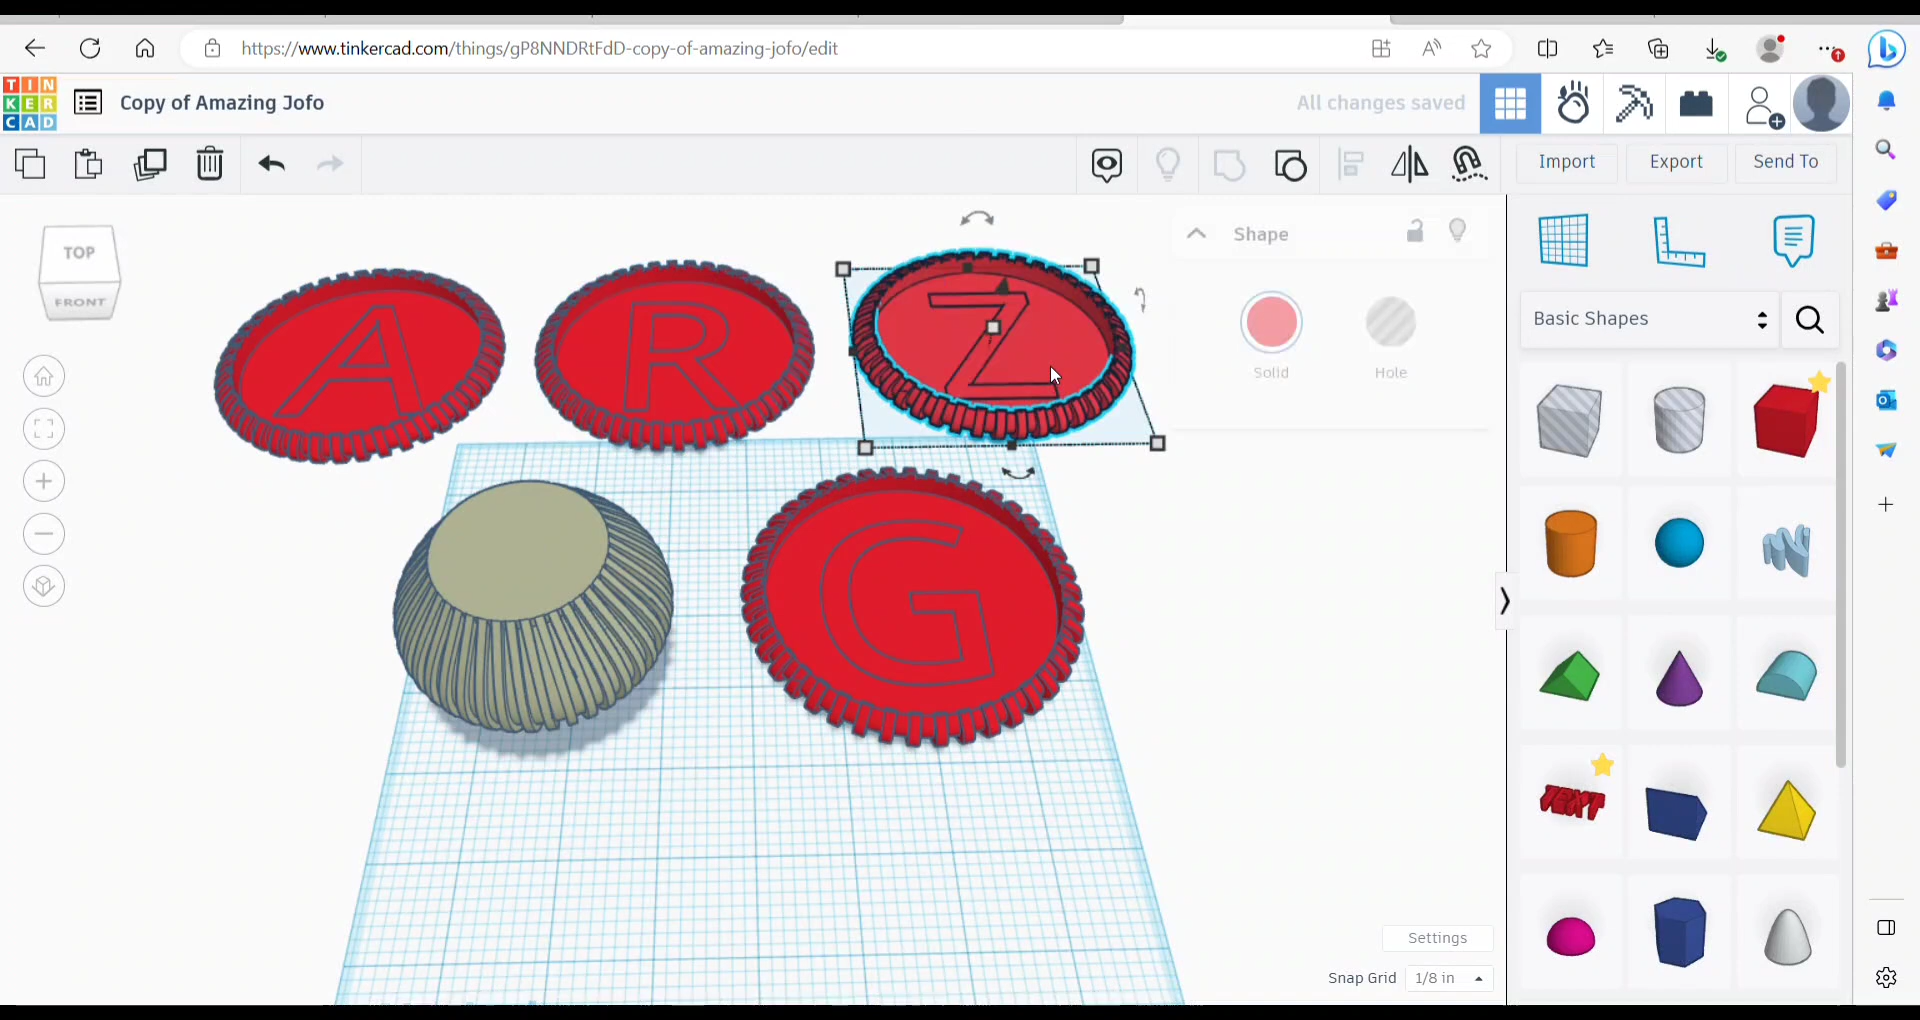 https://www.tinkercad.com/things/gP8NNDRtFdD-copy-of-amazing-jofo/edit
TIN
KER
CAD
Copy of Amazing Jofo
All changes saved
Import
Export
Send To
TOP
FRONT
Shape
Solid
Hole
Basic Shapes
A
R
Z
G
TEXT
Settings
Snap Grid
1/8 in